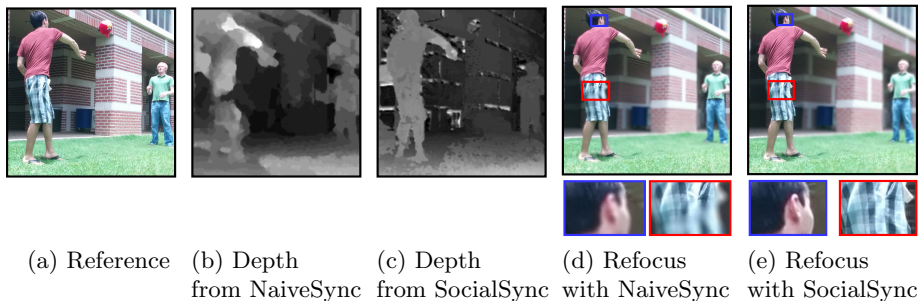 (a) Reference
(b) Depth
from NaiveSync
(c) Depth
from SocialSync
(d) Refocus
with NaiveSync
(e) Refocus
with SocialSync